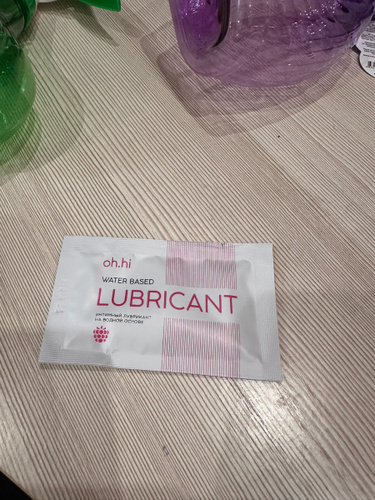 oh.hi
WATER BASED
LUBRICANT
ИНТИМНЫЙ ЛУБРИКАНТ
НА ВОДНОЙ ОСНОВЕ